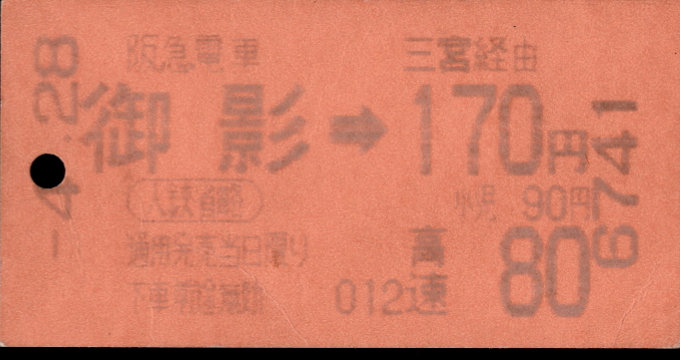 阪急電車 三宮経由
御影➡170円
小児 90円
通用発売当日限り
高速 80
下車前途無効 012
-4.28
6741